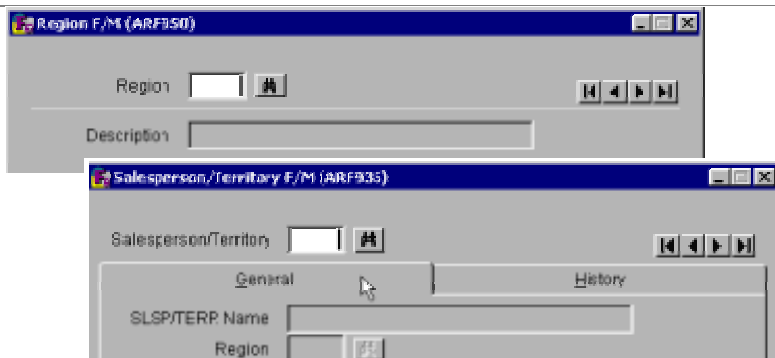 Region F/M (ARF950)
Region
Description
Salesperson/Territory F/M (ARF935)
Salesperson/Territory
General History
SLSP/TERR. Name
Region